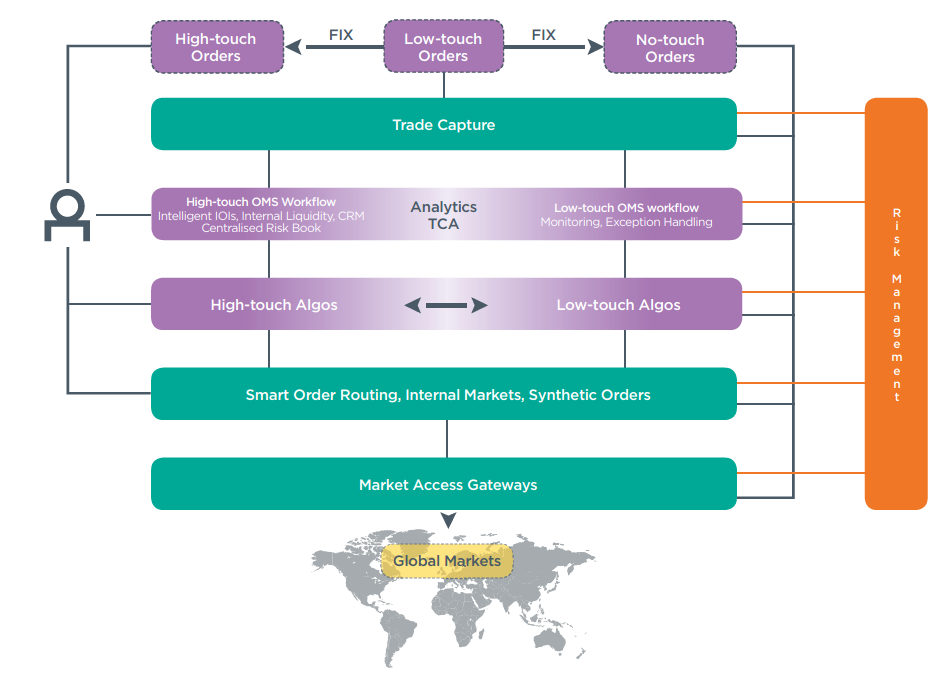 High-touch
Orders
FIX
Low-touch
Orders
FIX
No-touch
Orders
Trade Capture
High-touch OMS Workflow
Intelligent IOIs, Internal Liquidity, CRM
Centralised Risk Book
Analytics
TCA
Low-touch OMS workflow
Monitoring, Exception Handling
High-touch Algos
Low-touch Algos
Smart Order Routing, Internal Markets, Synthetic Orders
Market Access Gateways
Global Markets
Risk Management